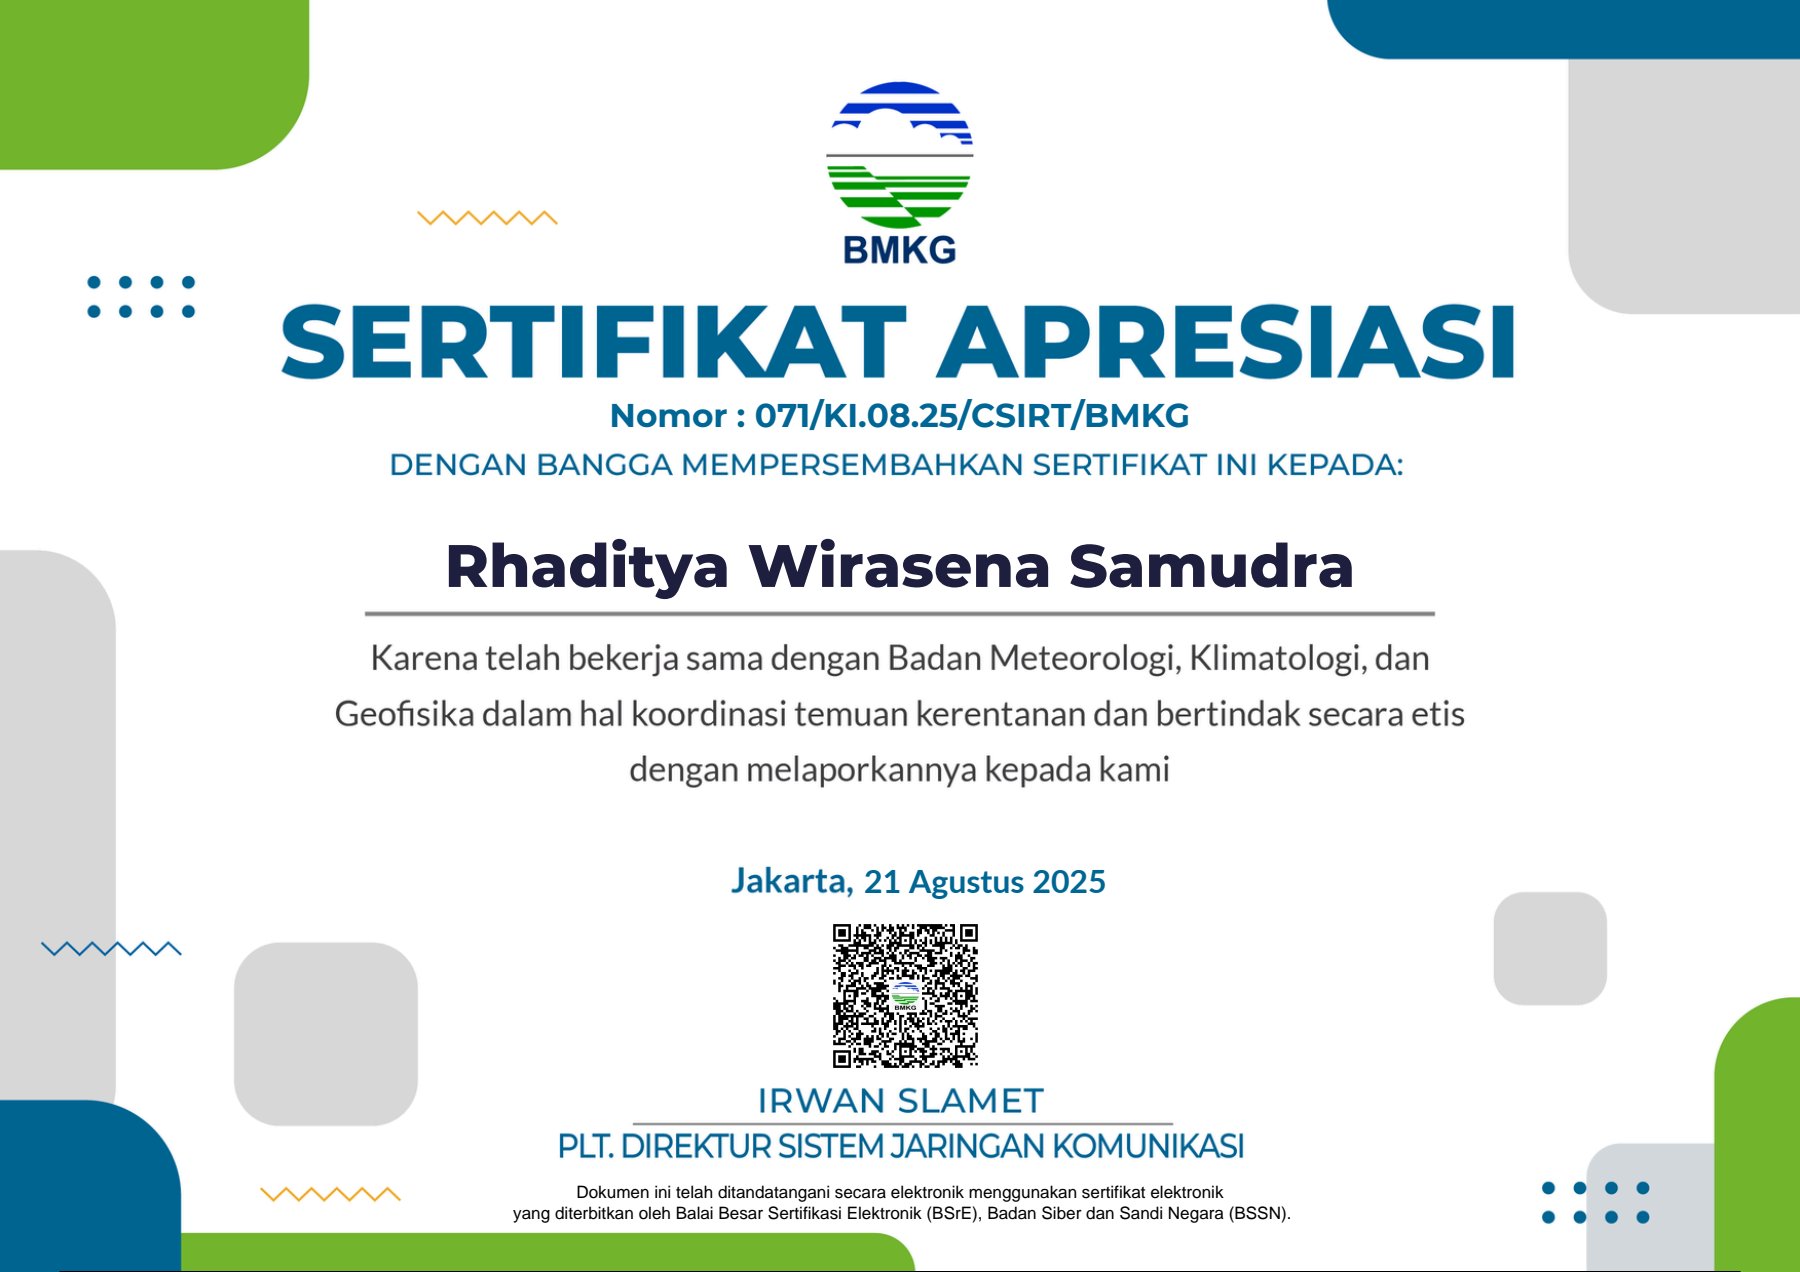 BMKG
SERTIFIKAT APRESIASI
Nomor : 071/KI.08.25/CSIRT/BMKG
DENGAN BANGGA MEMPERSEMBAHKAN SERTIFIKAT INI KEPADA:
Rhaditya Wirasena Samudra
Karena telah bekerja sama dengan Badan Meteorologi, Klimatologi, dan
Geofisika dalam hal koordinasi temuan kerentanan dan bertindak secara etis
dengan melaporkannya kepada kami
Jakarta, 21 Agustus 2025
BMKG
IRWAN SLAMET
PLT. DIREKTUR SISTEM JARINGAN KOMUNIKASI
Dokumen ini telah ditandatangani secara elektronik menggunakan sertifikat elektronik
yang diterbitkan oleh Balai Besar Sertifikasi Elektronik (BSrE), Badan Siber dan Sandi Negara (BSSN).